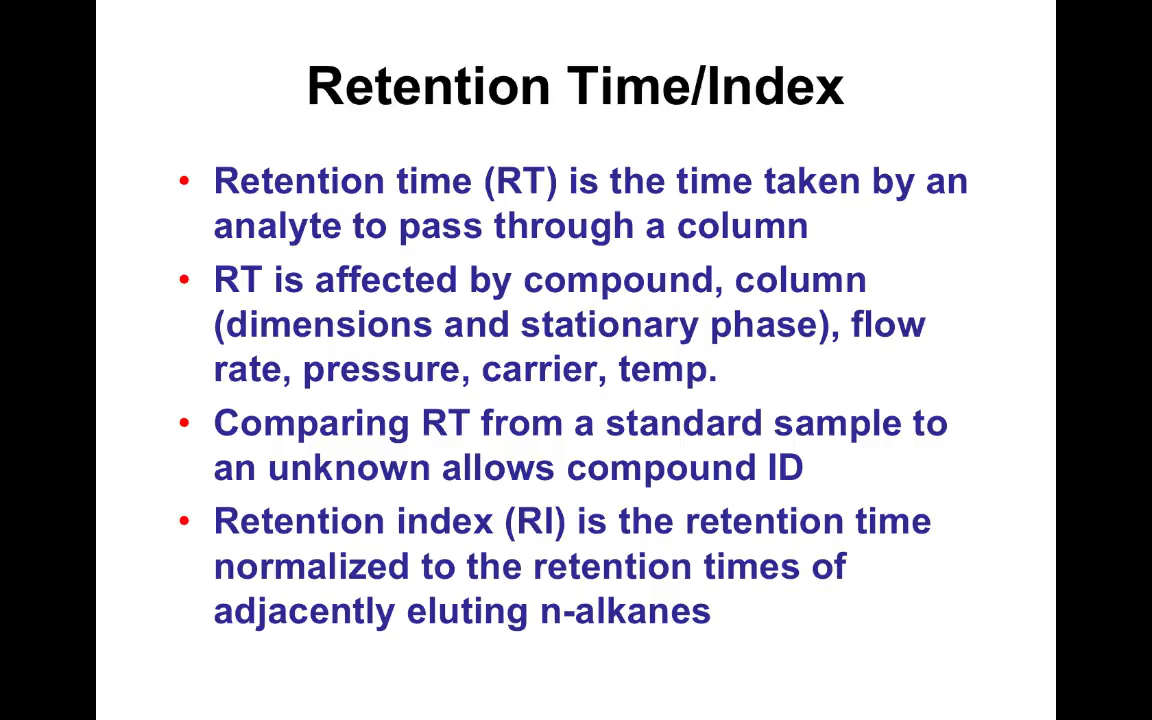 Retention Time/Index
• Retention time (RT) is the time taken by an
analyte to pass through a column
• RT is affected by compound, column
(dimensions and stationary phase), flow
rate, pressure, carrier, temp.
• Comparing RT from a standard sample to
an unknown allows compound ID
• Retention index (RI) is the retention time
normalized to the retention times of
adjacently eluting n-alkanes